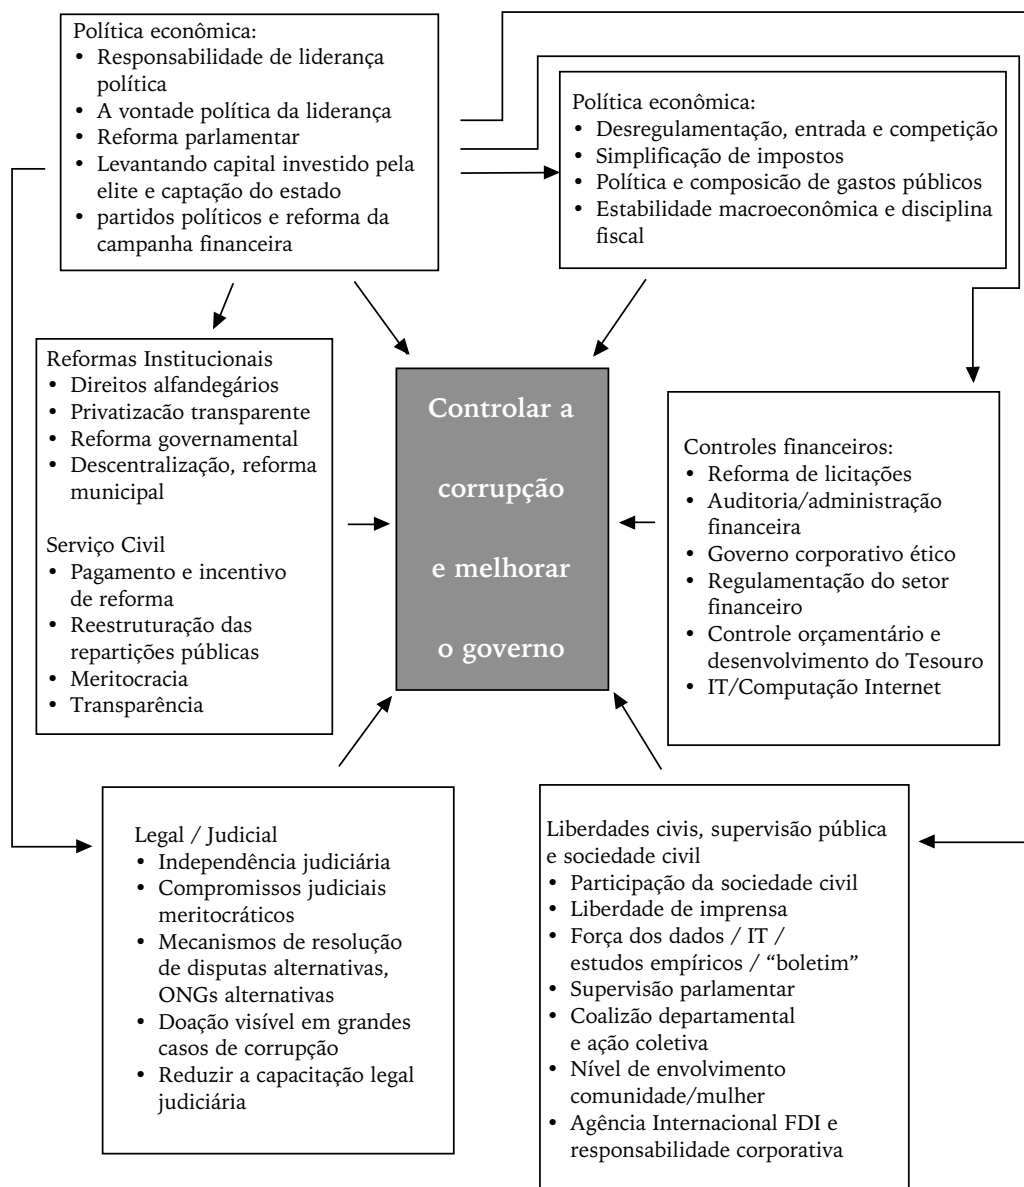 Política econômica:
• Responsabilidade de liderança
política
• A vontade política da liderança
• Reforma parlamentar
• Levantando capital investido pela
elite e captação do estado
• partidos políticos e reforma da
campanha financeira
Política econômica:
• Desregulamentação, entrada e competição
• Simplificação de impostos
• Política e composicão de gastos públicos
• Estabilidade macroeconômica e disciplina
fiscal
Reformas Institucionais
• Direitos alfandegários
• Privatizacão transparente
• Reforma governamental
• Descentralização, reforma
municipal
Serviço Civil
• Pagamento e incentivo
de reforma
• Reestruturação das
repartições públicas
• Meritocracia
• Transparência
Controlar a
corrupção
e melhorar
o governo
Controles financeiros:
• Reforma de licitações
• Auditoria/administração
financeira
• Governo corporativo ético
• Regulamentação do setor
financeiro
• Controle orçamentário e
desenvolvimento do Tesouro
• IT/Computação Internet
Legal / Judicial
• Independência judiciária
• Compromissos judiciais
meritocráticos
• Mecanismos de resolução
de disputas alternativas,
ONGs alternativas
• Doação visível em grandes
casos de corrupção
• Reduzir a capacitação legal
judiciária
Liberdades civis, supervisão pública
e sociedade civil
• Participação da sociedade civil
• Liberdade de imprensa
• Força dos dados / IT /
estudos empíricos / “boletim”
• Supervisão parlamentar
• Coalizão departamental
e ação coletiva
• Nível de envolvimento
comunidade/mulher
• Agência Internacional FDI e
responsabilidade corporativa